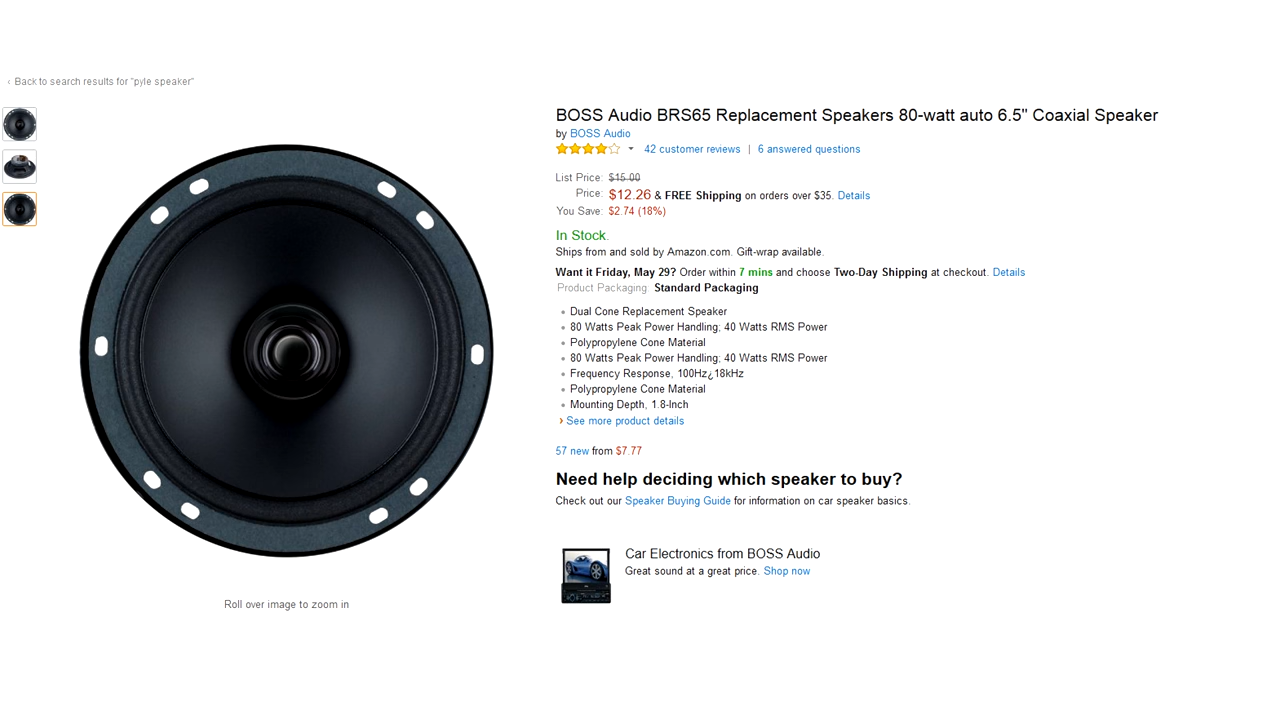 ‹ Back to search results for "pyle speaker"
BOSS Audio BRS65 Replacement Speakers 80-watt auto 6.5" Coaxial Speaker
by BOSS Audio
42 customer reviews | 6 answered questions
List Price: $15.00
Price: $12.26 & FREE Shipping on orders over $35. Details
You Save: $2.74 (18%)
In Stock.
Ships from and sold by Amazon.com. Gift-wrap available.
Want it Friday, May 29? Order within 7 mins and choose Two-Day Shipping at checkout. Details
Product Packaging: Standard Packaging
Dual Cone Replacement Speaker
80 Watts Peak Power Handling; 40 Watts RMS Power
Polypropylene Cone Material
80 Watts Peak Power Handling; 40 Watts RMS Power
Frequency Response, 100Hz¿18kHz
Polypropylene Cone Material
Mounting Depth, 1.8-Inch
› See more product details
57 new from $7.77
Need help deciding which speaker to buy?
Check out our Speaker Buying Guide for information on car speaker basics.
Car Electronics from BOSS Audio
Great sound at a great price. Shop now
Roll over image to zoom in